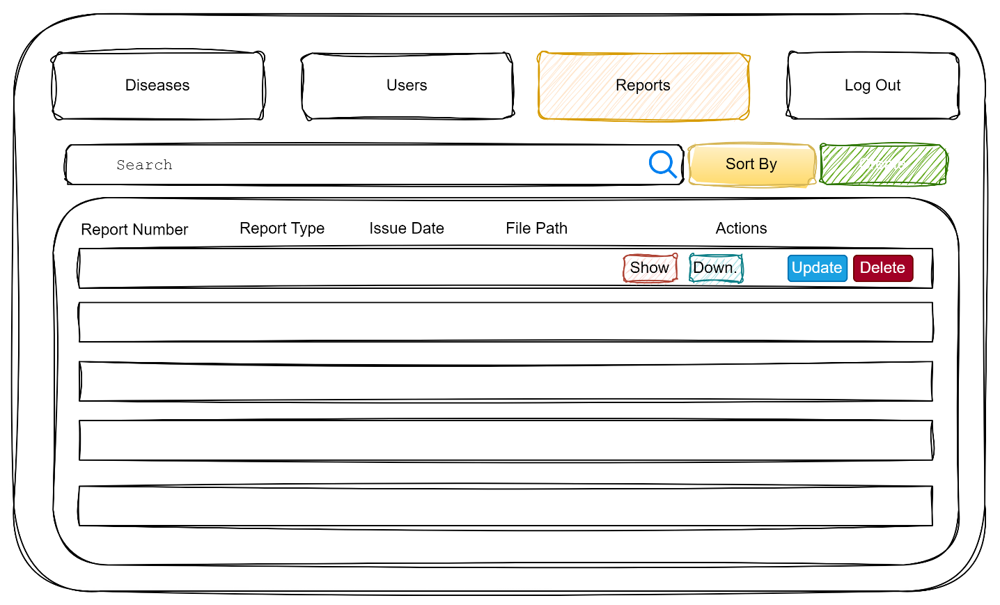 Diseases
Users
Reports
Log Out
Search
Sort By
Create
Report Number
Report Type
Issue Date
File Path
Actions
Show
Down.
Update
Delete